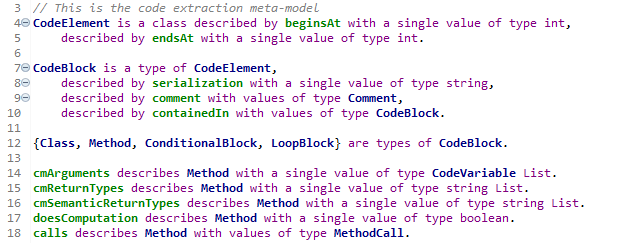 3 // This is the code extraction meta-model
4 CodeElement is a class described by beginsAt with a single value of type int,
5 described by endsAt with a single value of type int.
6
7 CodeBlock is a type of CodeElement,
8 described by serialization with a single value of type string,
9 described by comment with values of type Comment,
10 described by containedIn with values of type CodeBlock.
11
12 {Class, Method, ConditionalBlock, LoopBlock} are types of CodeBlock.
13
14 cmArguments describes Method with a single value of type CodeVariable List.
15 cmReturnTypes describes Method with a single value of type string List.
16 cmSemanticReturnTypes describes Method with a single value of type string List.
17 doesComputation describes Method with a single value of type boolean.
18 calls describes Method with values of type MethodCall.